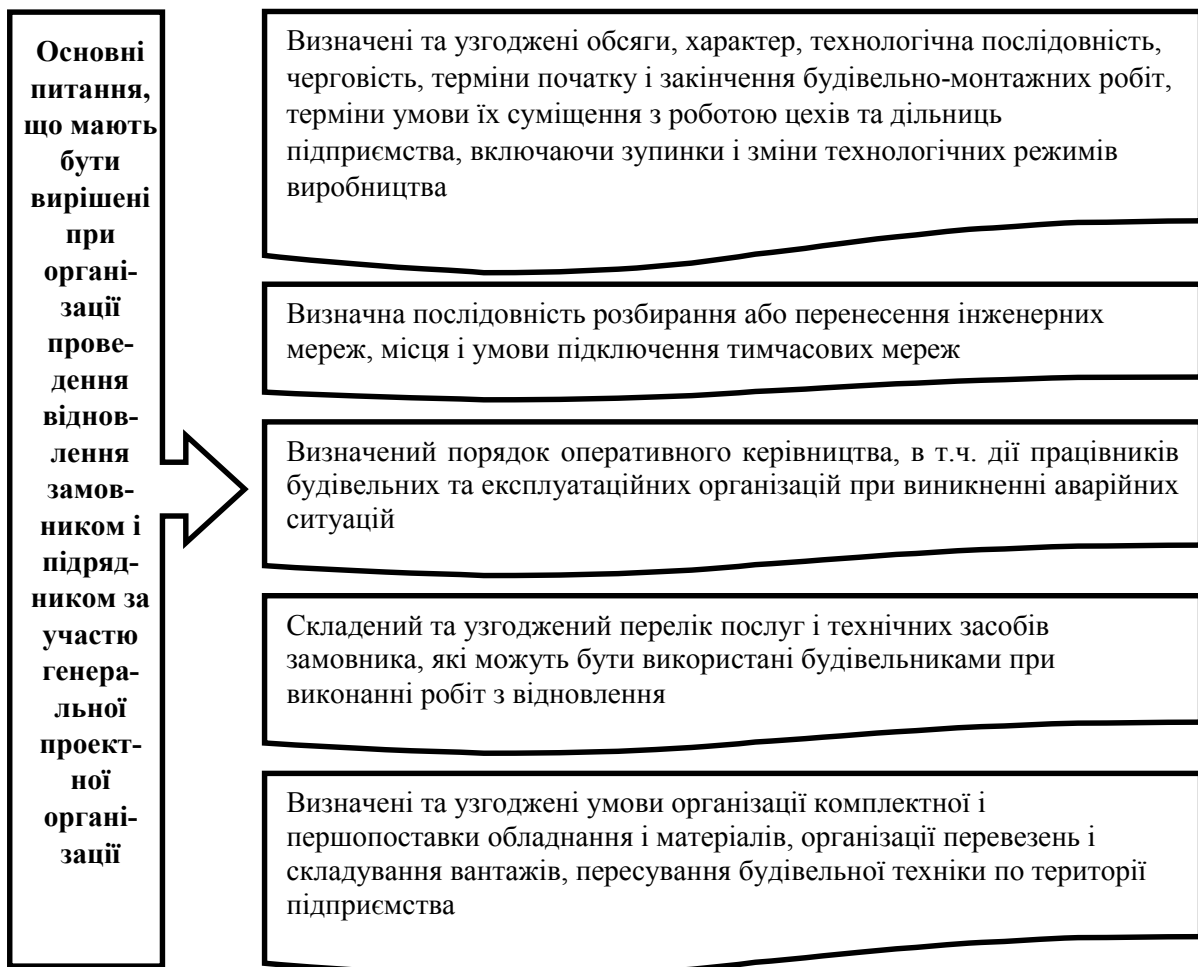 Основні
питання,
що мають
бути
вирішені
при
органі-
зації
прове-
дення
віднов-
лення
замов-
ником і
підряд-
ником за
участю
генера-
льної
проект-
ної
органі-
зації
Визначені та узгоджені обсяги, характер, технологічна послідовність,
черговість, терміни початку і закінчення будівельно-монтажних робіт,
терміни умови їх суміщення з роботою цехів та дільниць
підприємства, включаючи зупинки і зміни технологічних режимів
виробництва
Визначна послідовність розбирання або перенесення інженерних
мереж, місця і умови підключення тимчасових мереж
Визначений порядок оперативного керівництва, в т.ч. дії працівників
будівельних та експлуатаційних організацій при виникненні аварійних
ситуацій
Складений та узгоджений перелік послуг і технічних засобів
замовника, які можуть бути використані будівельниками при
виконанні робіт з відновлення
Визначені та узгоджені умови організації комплектної і
першопоставки обладнання і матеріалів, організації перевезень і
складування вантажів, пересування будівельної техніки по території
підприємства